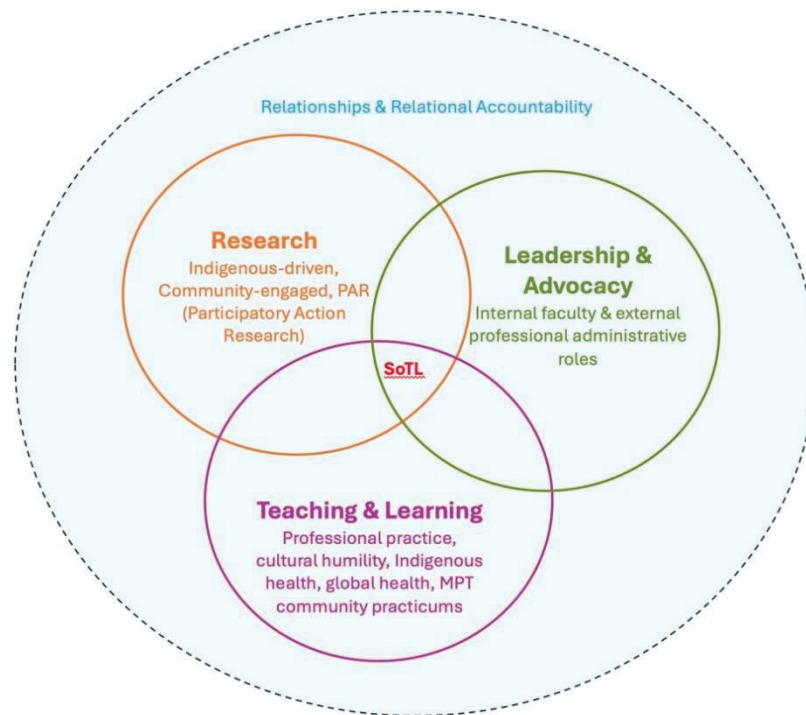 Relationships & Relational Accountability
Research
Indigenous-driven,
Community-engaged, PAR
(Participatory Action
Research)
Leadership &
Advocacy
Internal faculty & external
professional administrative
roles
SoTL
Teaching & Learning
Professional practice,
cultural humility, Indigenous
health, global health, MPT
community practicums